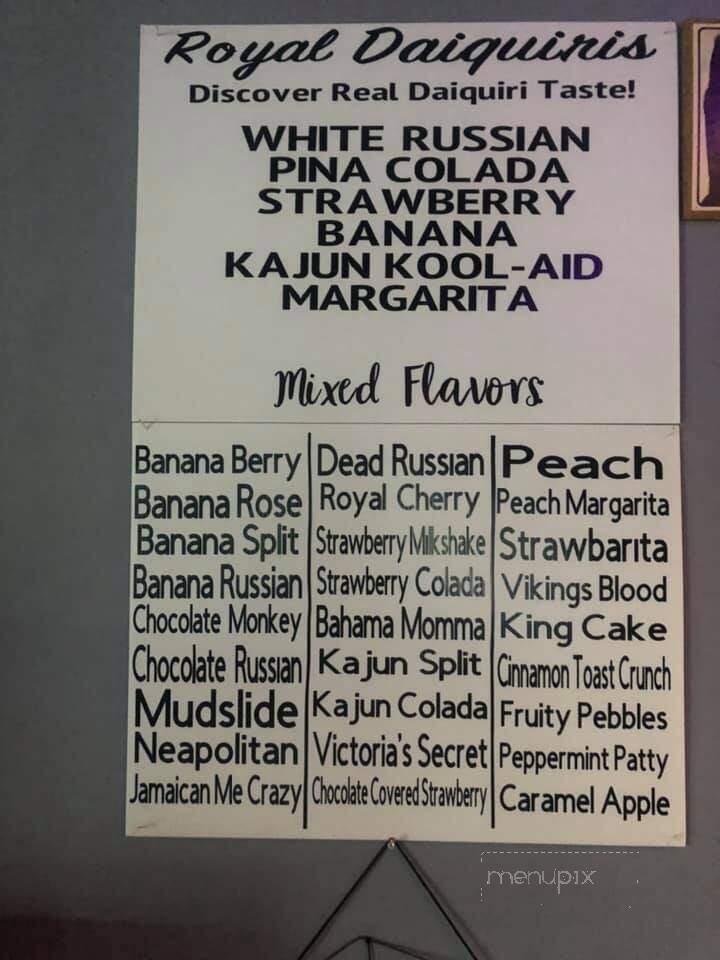 Royal Daiquiris
Discover Real Daiquiri Taste!
WHITE RUSSIAN
PINA COLADA
STRAWBERRY
BANANA
KAJUN KOOL-AID
MARGARITA
Mixed Flavors
Banana Berry
Banana Rose
Banana Split
Banana Russian
Chocolate Monkey
Chocolate Russian
Mudslide
Neapolitan
Jamaican Me Crazy
Dead Russian
Royal Cherry
Strawberry Milkshake
Strawberry Colada
Bahama Momma
Kajun Split
Kajun Colada
Victoria's Secret
Chocolate Covered Strawberry
Peach
Peach Margarita
Strawbarita
Vikings Blood
King Cake
Cinnamon Toast Crunch
Fruity Pebbles
Peppermint Patty
Caramel Apple
menupix